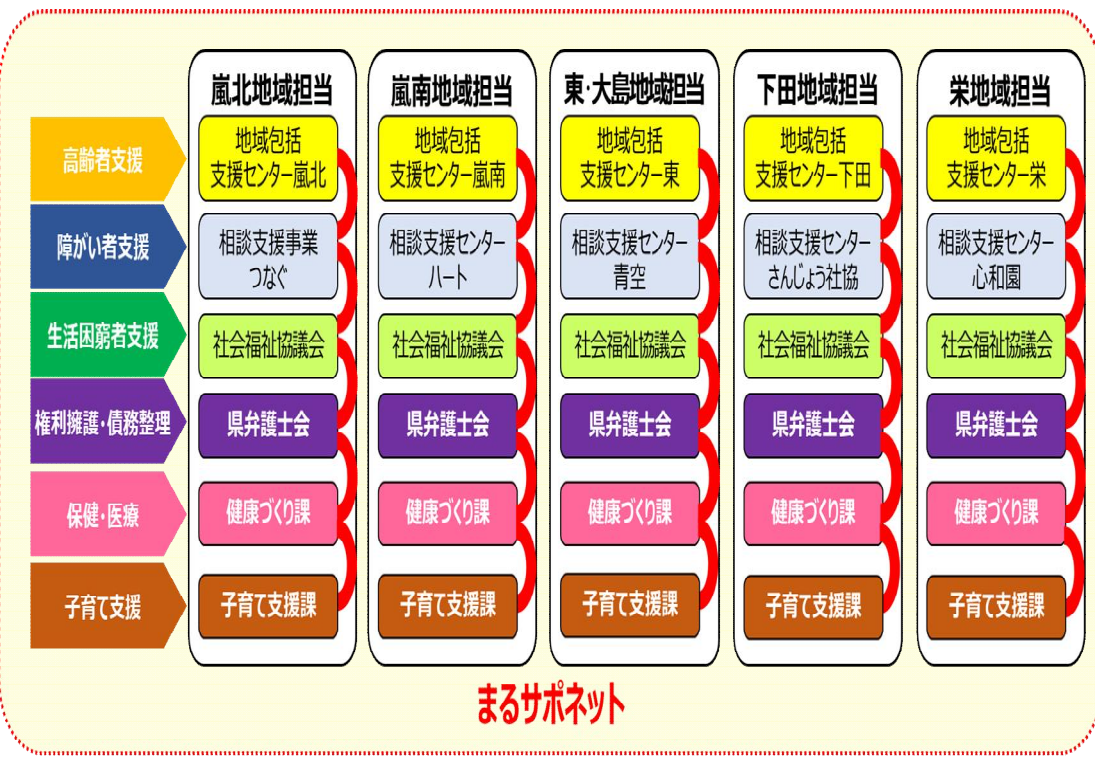 嵐北地域担当
嵐南地域担当
東・大島地域担当
下田地域担当
栄地域担当
高齢者支援
地域包括
支援センター嵐北
地域包括
支援センター嵐南
地域包括
支援センター東
地域包括
支援センター下田
地域包括
支援センター栄
障がい者支援
相談支援事業
つなぐ
相談支援センター
ハート
相談支援センター
青空
相談支援センター
さんじょう社協
相談支援センター
心和園
生活困窮者支援
社会福祉協議会
社会福祉協議会
社会福祉協議会
社会福祉協議会
社会福祉協議会
権利擁護・債務整理
県弁護士会
県弁護士会
県弁護士会
県弁護士会
県弁護士会
保健・医療
健康づくり課
健康づくり課
健康づくり課
健康づくり課
健康づくり課
子育て支援
子育て支援課
子育て支援課
子育て支援課
子育て支援課
子育て支援課
まるサポネット